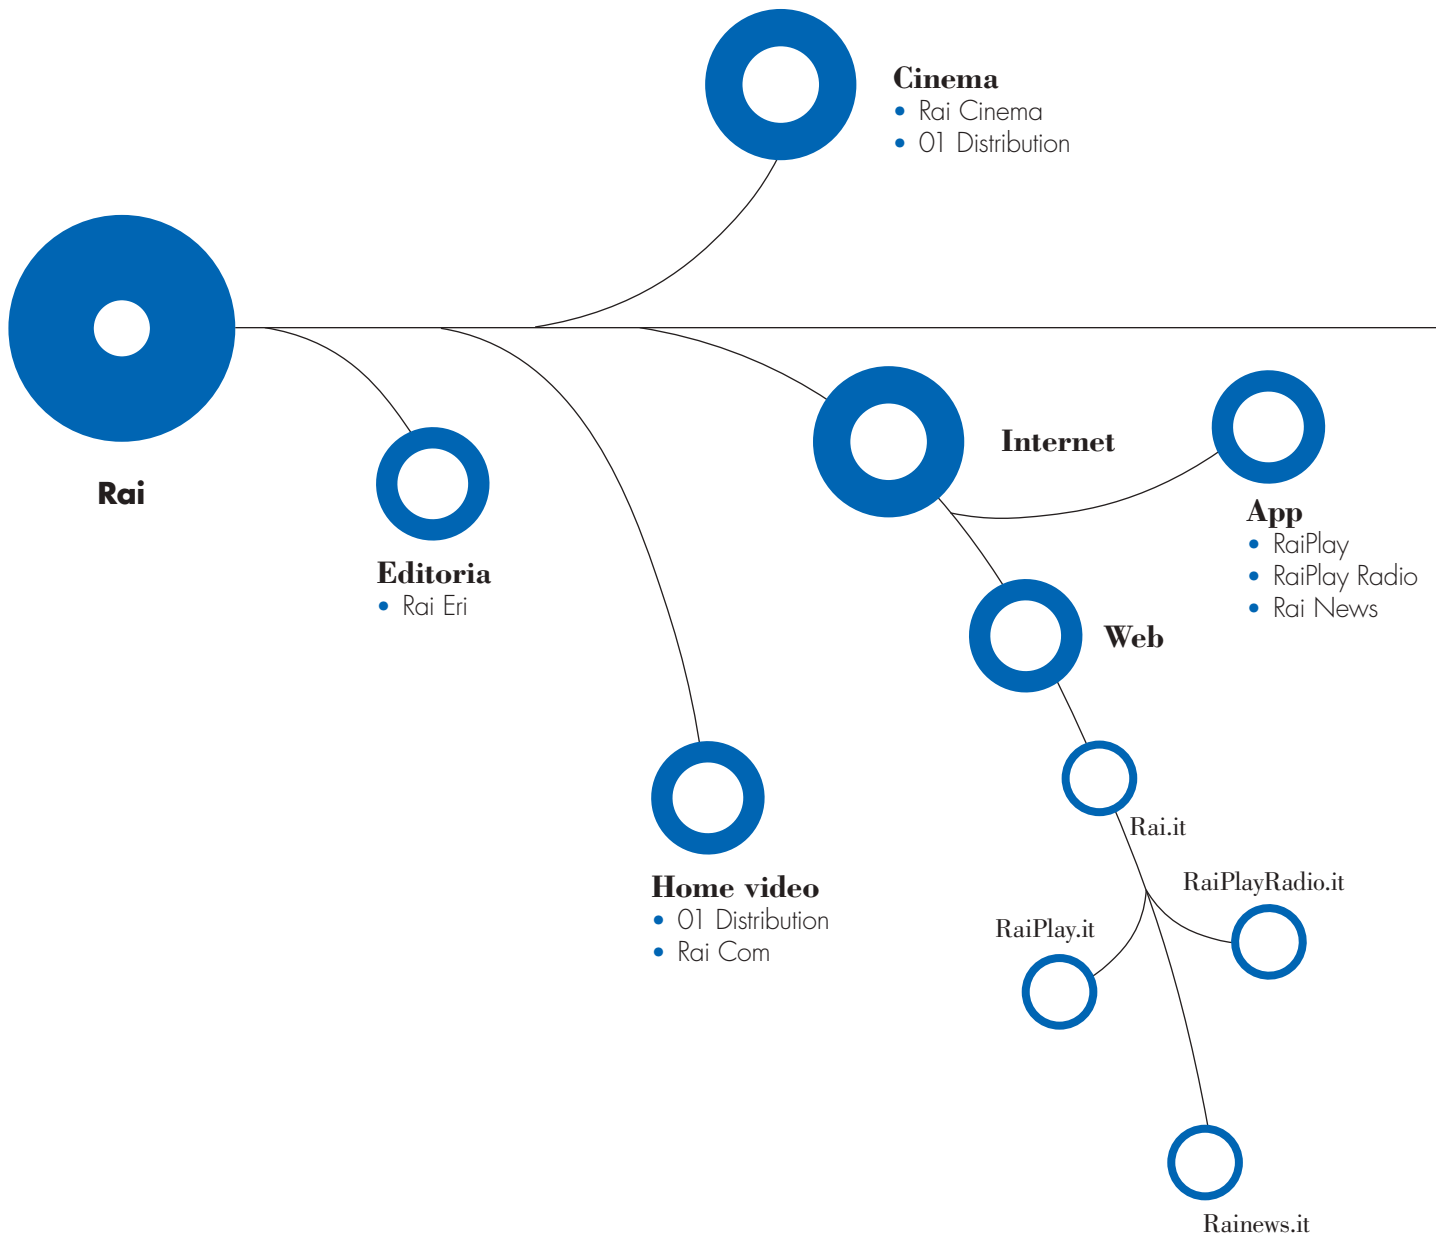 Cinema
• Rai Cinema
• 01 Distribution
Rai
Editoria
• Rai Eri
Internet
App
• RaiPlay
• RaiPlay Radio
• Rai News
Web
Home video
• 01 Distribution
• Rai Com
Rai.it
RaiPlayRadio.it
RaiPlay.it
Rainews.it